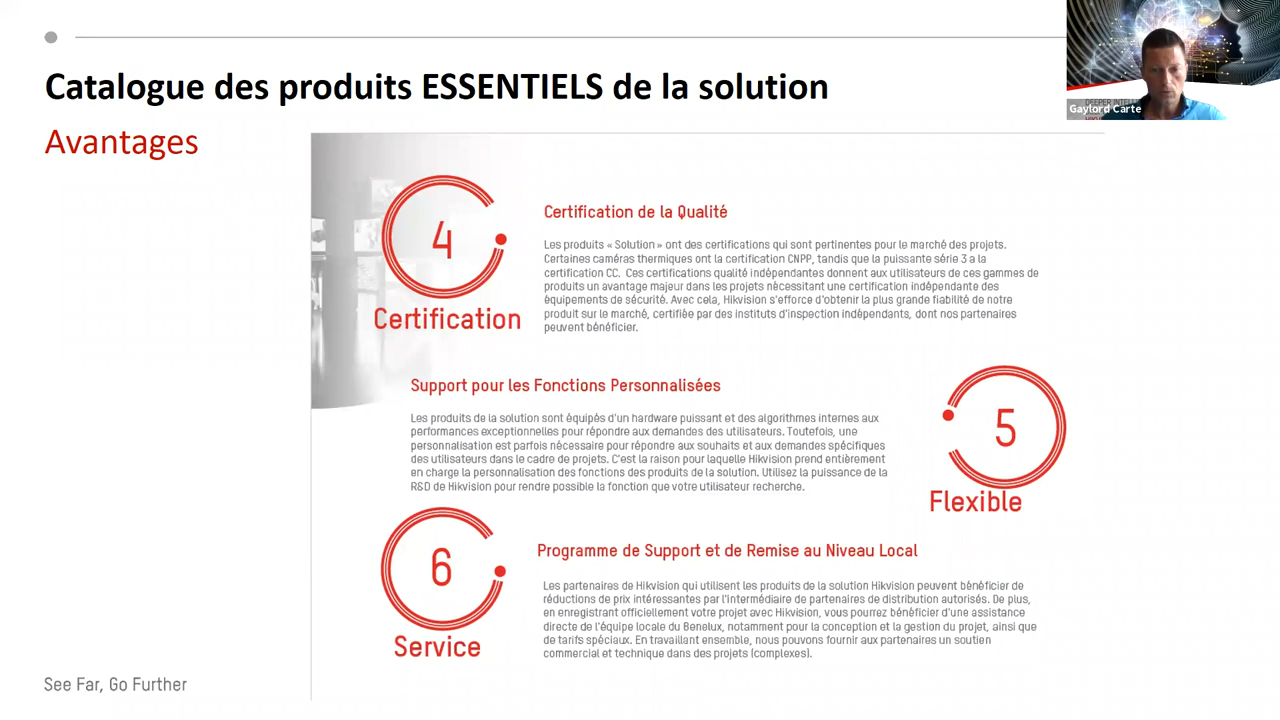 Catalogue des produits ESSENTIELS de la solution
Avantages
Gaylord Carte
4
Certification
Certification de la Qualité
Les produits « Solution » ont des certifications qui sont pertinentes pour le marché des projets.
Certaines caméras thermiques ont la certification CNPP, tandis que la puissante série 3 a la
certification CC. Ces certifications qualité indépendantes donnent aux utilisateurs de ces gammes de
produits un avantage majeur dans les projets nécessitant une certification indépendante des
équipements de sécurité. Avec cela, Hikvision s'efforce d'obtenir la plus grande fiabilité de notre
produit sur le marché, certifiée par des instituts d'inspection indépendants, dont nos partenaires
peuvent bénéficier.
Support pour les Fonctions Personnalisées
Les produits de la solution sont équipés d'un hardware puissant et des algorithmes internes aux
performances exceptionnelles pour répondre aux demandes des utilisateurs. Toutefois, une
personnalisation est parfois nécessaire pour répondre aux souhaits et aux demandes spécifiques
des utilisateurs dans le cadre de projets. C'est la raison pour laquelle Hikvision prend entièrement
en charge la personnalisation des fonctions des produits de la solution. Utilisez la puissance de la
R&D de Hikvision pour rendre possible la fonction que votre utilisateur recherche.
5
Flexible
6
Service
Programme de Support et de Remise au Niveau Local
Les partenaires de Hikvision qui utilisent les produits de la solution Hikvision peuvent bénéficier de
réductions de prix intéressantes par l'intermédiaire de partenaires de distribution autorisés. De plus,
en enregistrant officiellement votre projet avec Hikvision, vous pourrez bénéficier d'une assistance
directe de l'équipe locale du Benelux, notamment pour la conception et la gestion du projet, ainsi que
de tarifs spéciaux. En travaillant ensemble, nous pouvons fournir aux partenaires un soutien
commercial et technique dans des projets (complexes).
See Far, Go Further